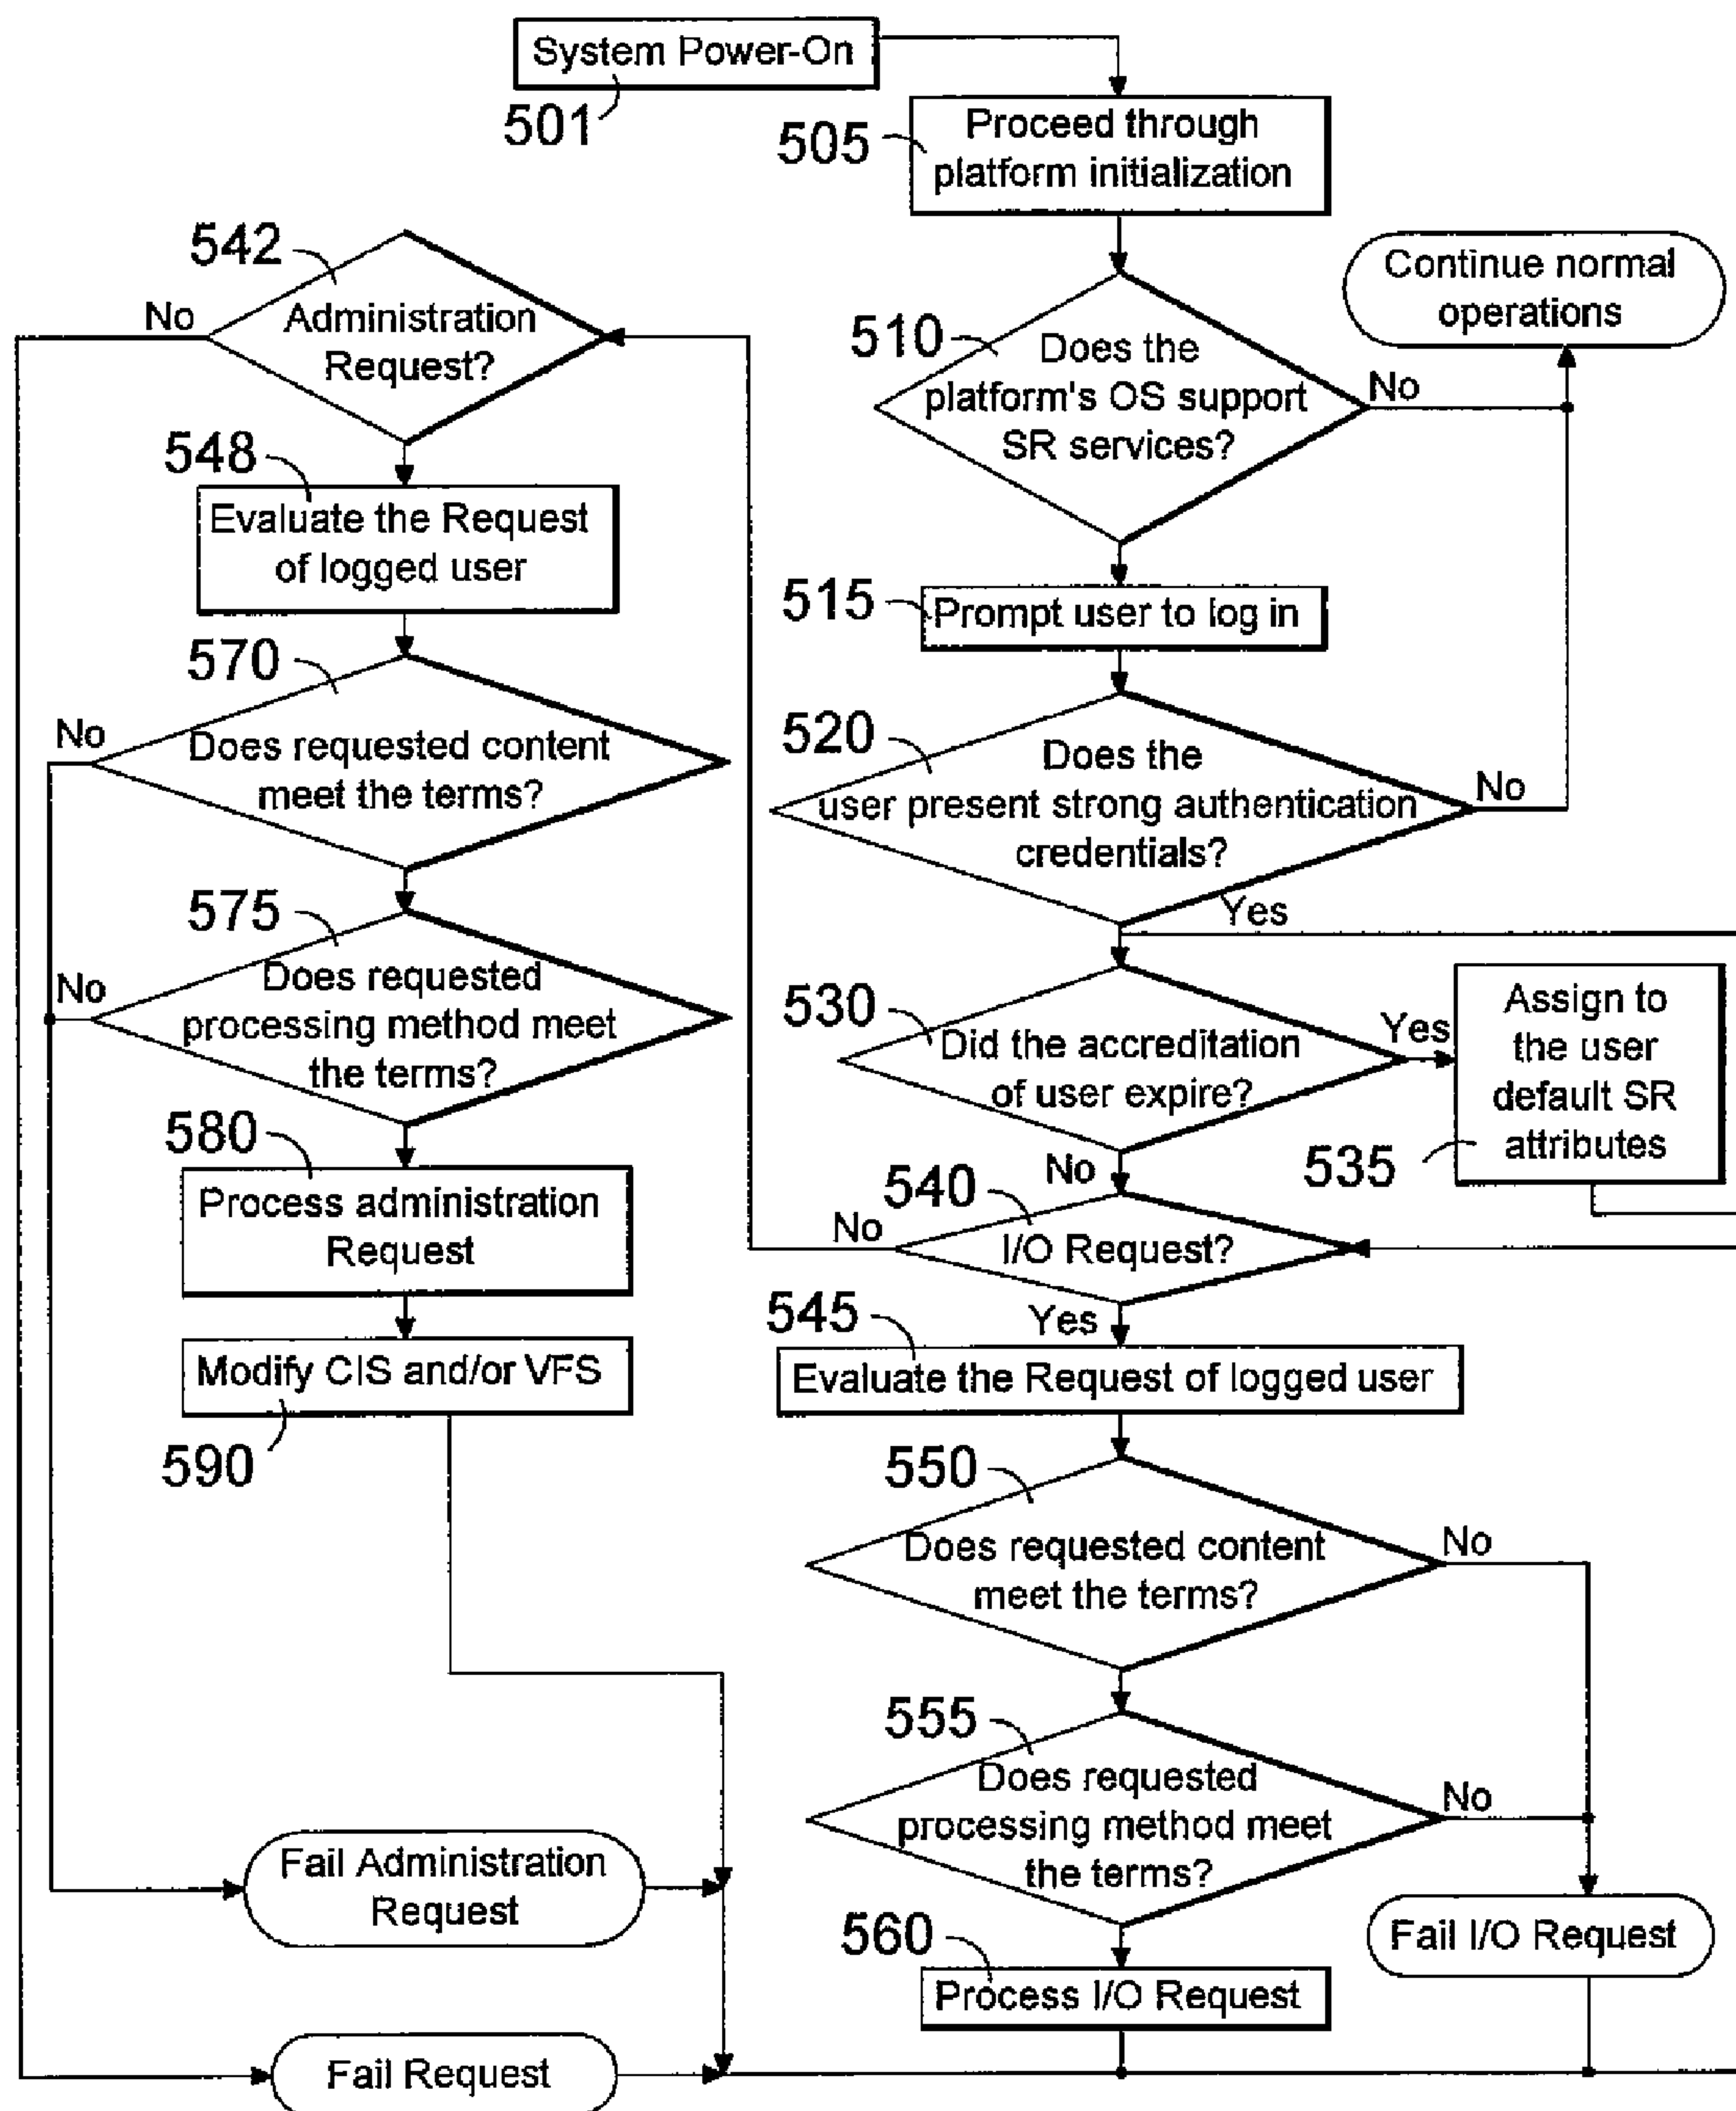 System Power-On
501
505
Proceed through
platform initialization
Continue normal
operations
510
Does the
platform's OS support
SR services?
No
515
Prompt user to log in
520
Does the
user present strong authentication
credentials?
No
Yes
530
Did the accreditation
of user expire?
Yes
Assign to
the user
default SR
attributes
535
No
540
I/O Request?
No
Yes
545
Evaluate the Request of logged user
550
Does requested content
meet the terms?
No
555
Does requested
processing method meet
the terms?
No
560
Process I/O Request
Fail I/O Request
542
Administration
Request?
No
548
Evaluate the Request
of logged user
570
Does requested content
meet the terms?
No
575
Does requested
processing method meet
the terms?
No
580
Process administration
Request
Modify CIS and/or VFS
590
Fail Administration
Request
Fail Request